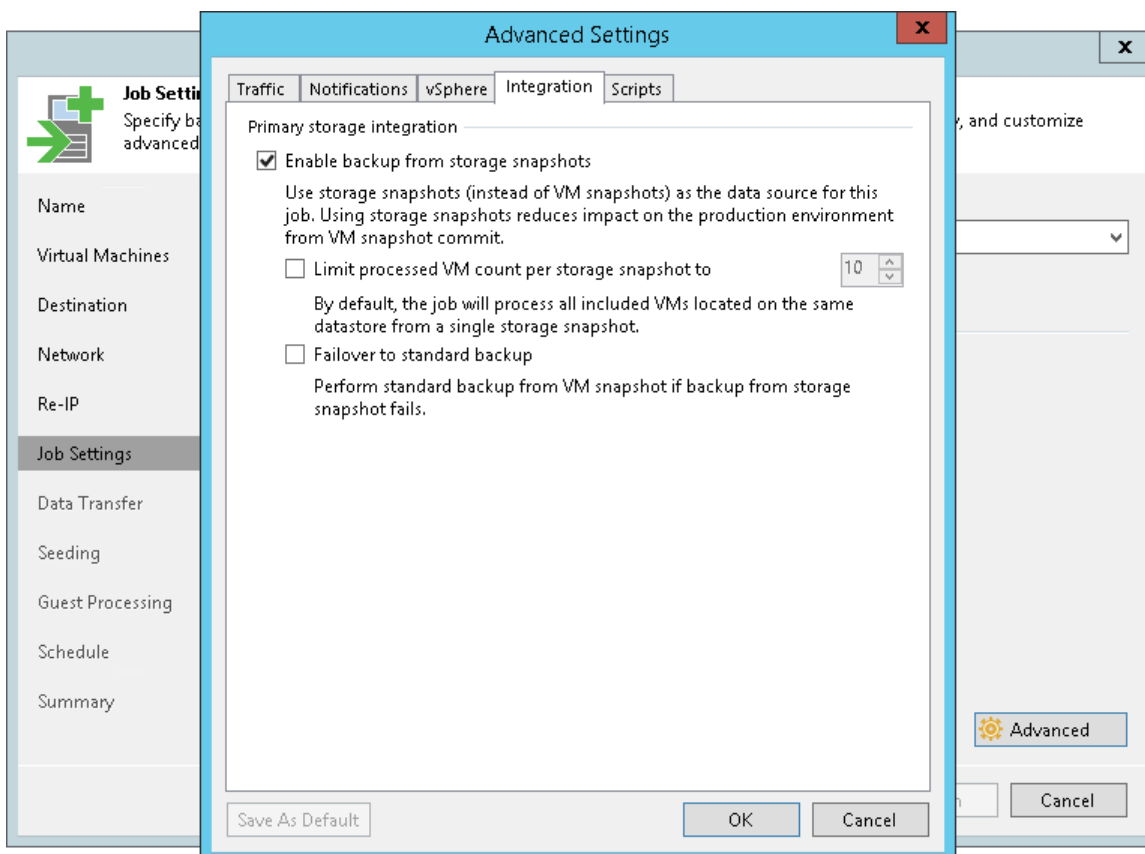 Advanced Settings
Job Setti
Specify ba
advanced
, and customize
Name
Virtual Machines
Destination
Network
Re-IP
Job Settings
Data Transfer
Seeding
Guest Processing
Schedule
Summary
Traffic Notifications vSphere Integration Scripts
Primary storage integration
Enable backup from storage snapshots
Use storage snapshots (instead of VM snapshots) as the data source for this
job. Using storage snapshots reduces impact on the production environment
from VM snapshot commit.
Limit processed VM count per storage snapshot to 10
By default, the job will process all included VMs located on the same
datastore from a single storage snapshot.
Failover to standard backup
Perform standard backup from VM snapshot if backup from storage
snapshot fails.
Advanced
Save As Default OK Cancel
Cancel